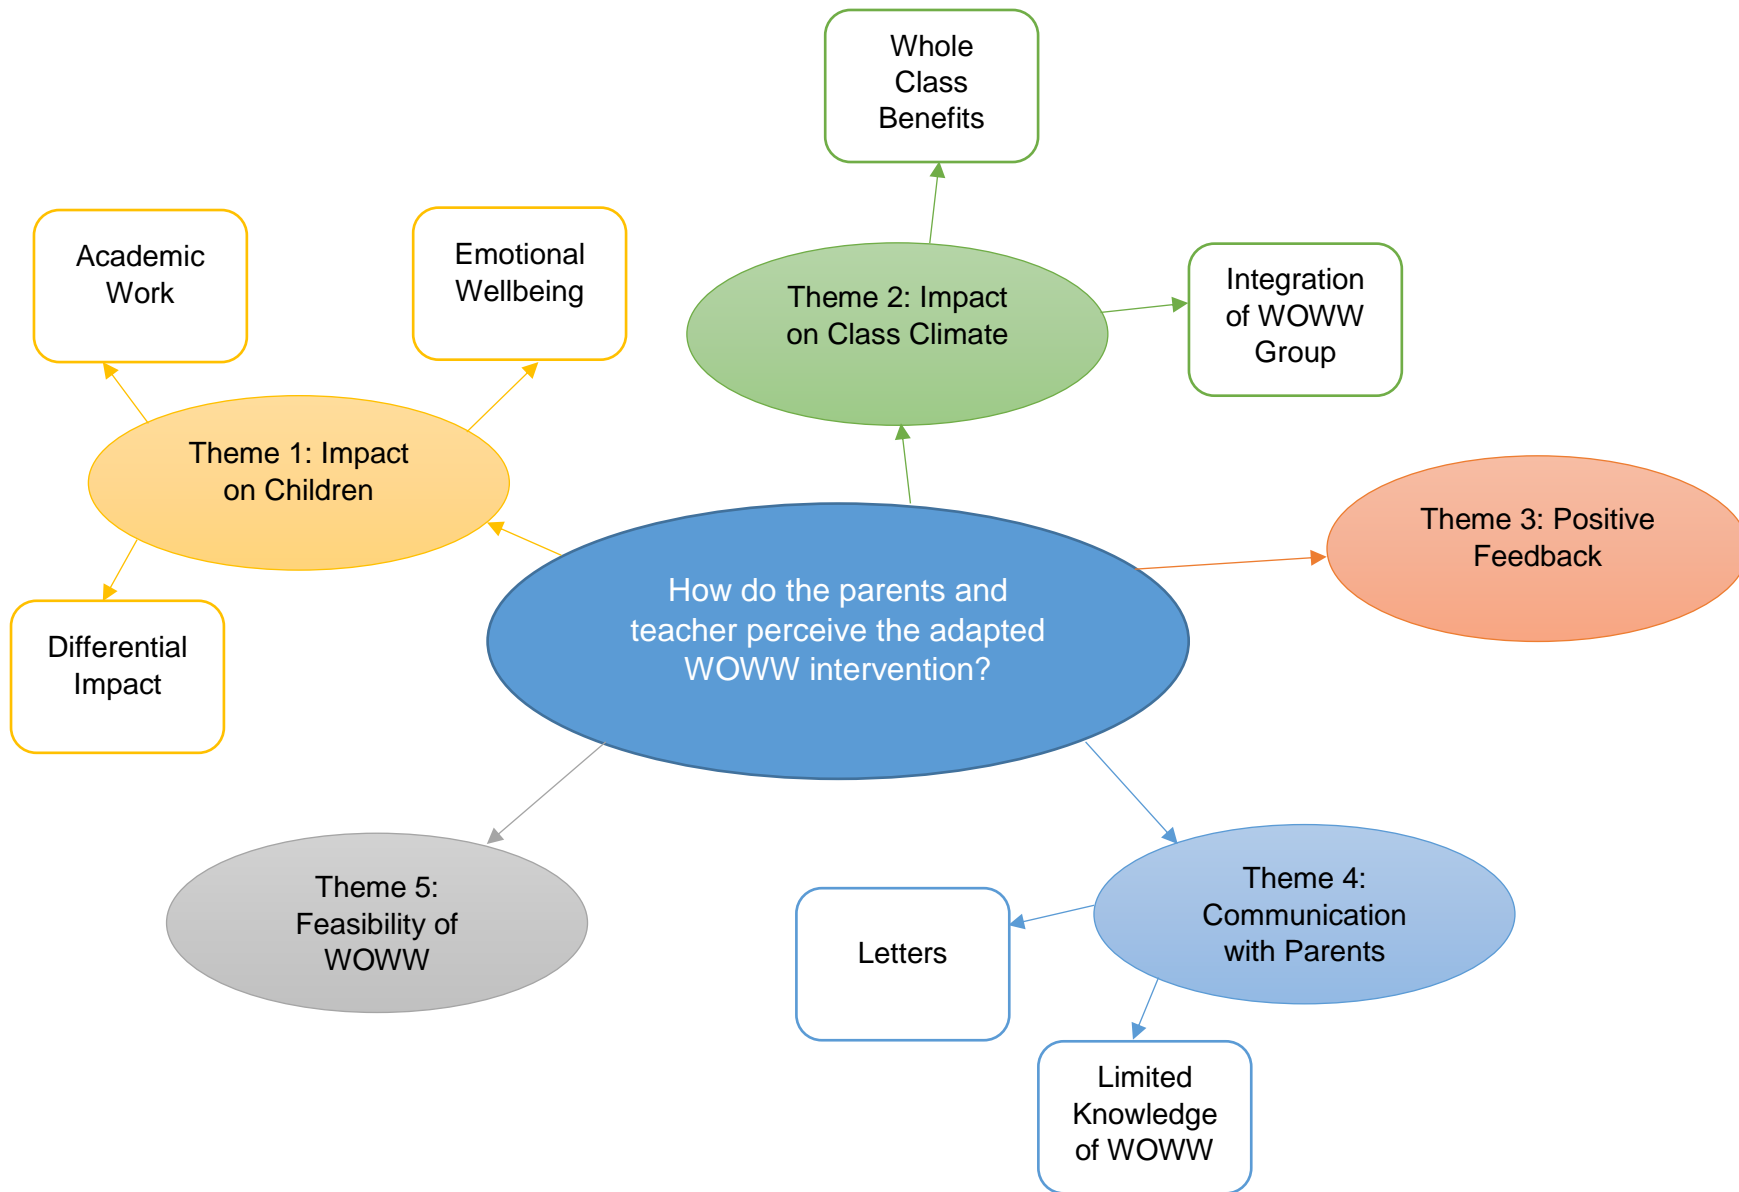 Whole
Class
Benefits
Academic
Work
Emotional
Wellbeing
Theme 2: Impact
on Class Climate
Integration
of WOWW
Group
Theme 1: Impact
on Children
Theme 3: Positive
Feedback
How do the parents and
teacher perceive the adapted
WOWW intervention?
Differential
Impact
Theme 5:
Feasibility of
WOWW
Theme 4:
Communication
with Parents
Letters
Limited
Knowledge
of WOWW